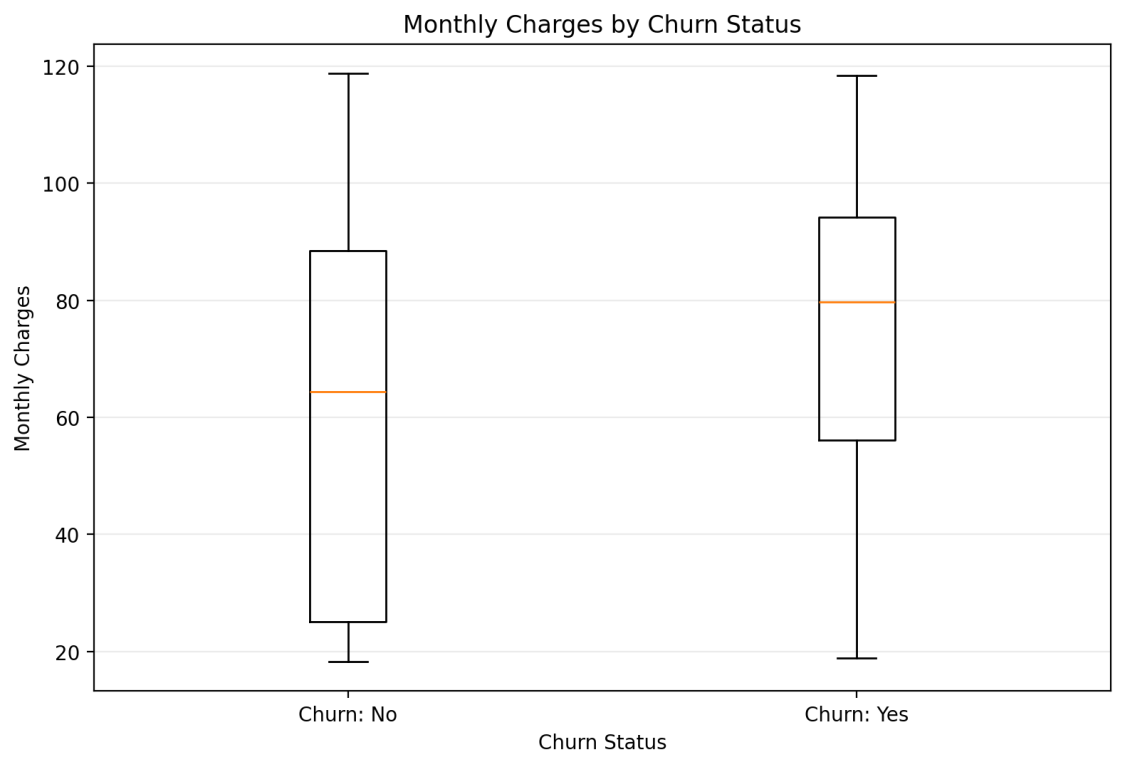 Monthly Charges by Churn Status
120
100
80
60
40
20
Monthly Charges
Churn: No
Churn: Yes
Churn Status